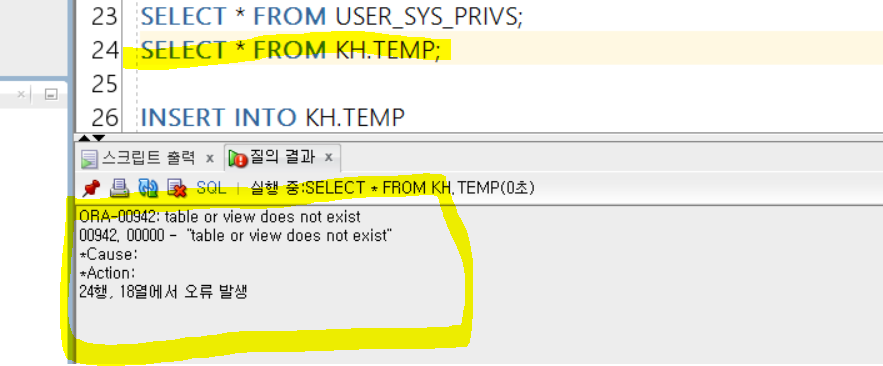 23 SELECT * FROM USER_SYS_PRIVS;
24 SELECT * FROM KH.TEMP;
25
26 INSERT INTO KH.TEMP
스크립트 출력 x 질의 결과 x
SQL | 실행 중:SELECT * FROM KH.TEMP(0초)
ORA-00942: table or view does not exist
00942, 00000 - "table or view does not exist"
*Cause:
*Action:
24행, 18열에서 오류 발생